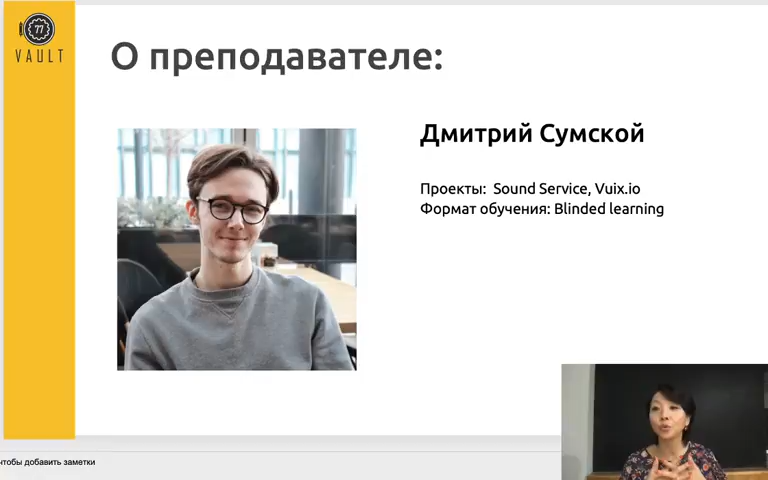 77
VAULT
О преподавателе:
Дмитрий Сумской
Проекты: Sound Service, Vuix.io
Формат обучения: Blinded learning
чтобы добавить заметки